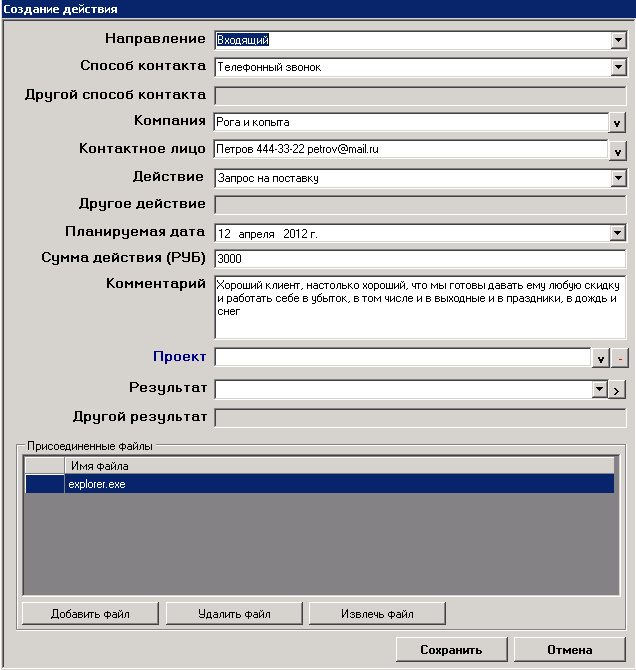 Создание действия
Направление Входящий
Способ контакта Телефонный звонок
Другой способ контакта
Компания Рога и копыта v
Контактное лицо Петров 444-33-22 petrov@mail.ru v
Действие Запрос на поставку
Другое действие
Планируемая дата 12 апреля 2012 г.
Сумма действия (РУБ) 3000
Комментарий Хороший клиент, настолько хороший, что мы готовы давать ему любую скидку
и работать себе в убыток, в том числе и в выходные и в праздники, в дождь и
снег
Проект v -
Результат >
Другой результат
Присоединенные файлы
Имя файла
explorer.exe
Добавить файл Удалить файл Извлечь файл
Сохранить Отмена